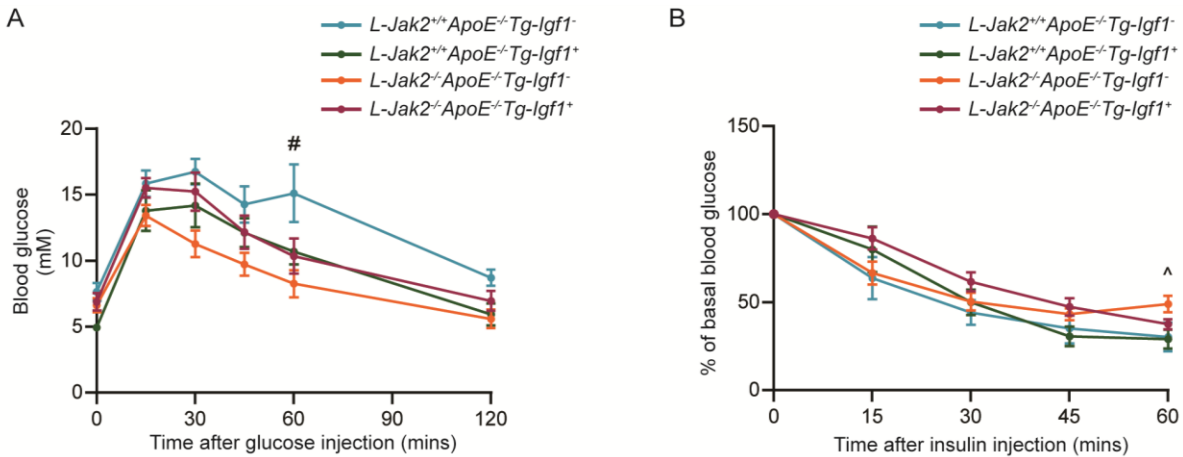 A
L-Jak2+/+ApoE-/-Tg-Igf1-
L-Jak2+/+ApoE-/-Tg-Igf1+
L-Jak2-/-ApoE-/-Tg-Igf1-
L-Jak2-/-ApoE-/-Tg-Igf1+
20
15
10
5
0
Blood glucose
(mM)
#
0
30
60
90
120
Time after glucose injection (mins)
B
L-Jak2+/+ApoE-/-Tg-Igf1-
L-Jak2+/+ApoE-/-Tg-Igf1+
L-Jak2-/-ApoE-/-Tg-Igf1-
L-Jak2-/-ApoE-/-Tg-Igf1+
150
100
50
0
% of basal blood glucose
^
0
15
30
45
60
Time after insulin injection (mins)